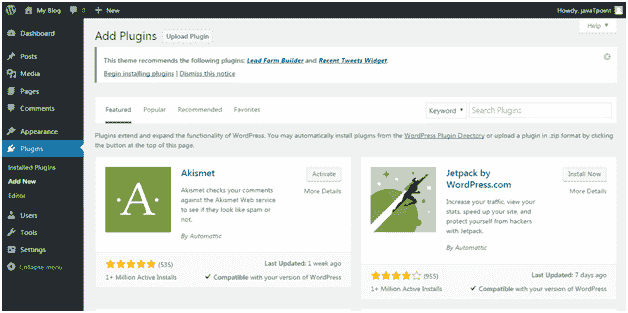 My Blog 0 + New Howdy, javaTpoint
Help ▾
Dashboard
Posts
Media
Pages
Comments
Appearance
Plugins
Installed Plugins
Add New
Editor
Users
Tools
Settings
Collapse menu
Add Plugins Upload Plugin
This theme recommends the following plugins: Lead Form Builder and Recent Tweets Widget.
Begin installing plugins | Dismiss this notice
Featured Popular Recommended Favorites Keyword ▾ Search Plugins
Plugins extend and expand the functionality of WordPress. You may automatically install plugins from the WordPress Plugin Directory or upload a plugin in .zip format by clicking
the button at the top of this page.
A
Akismet
Activate
More Details
Akismet checks your comments
against the Akismet Web service
to see if they look like spam or
not.
By Automattic
(535)
Last Updated: 1 week ago
1+ Million Active Installs
✓ Compatible with your version of WordPress
Jetpack by
WordPress.com
Install Now
More Details
Increase your traffic, view your
stats, speed up your site, and
protect yourself from hackers
with Jetpack.
By Automattic
(955)
Last Updated: 7 days ago
1+ Million Active Installs
✓ Compatible with your version of WordPress